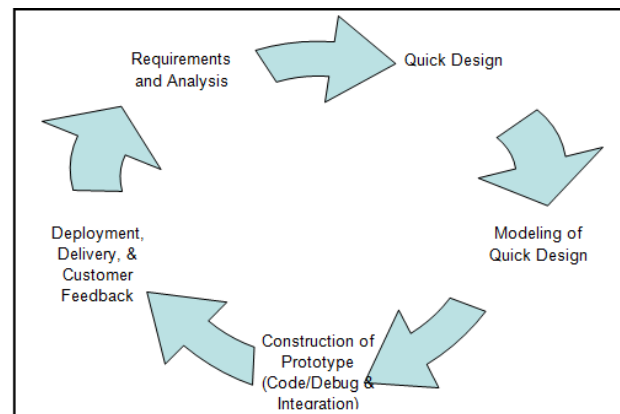 Requirements
and Analysis
Quick Design
Modeling of
Quick Design
Construction of
Prototype
(Code/Debug &
Integration)
Deployment,
Delivery, &
Customer
Feedback